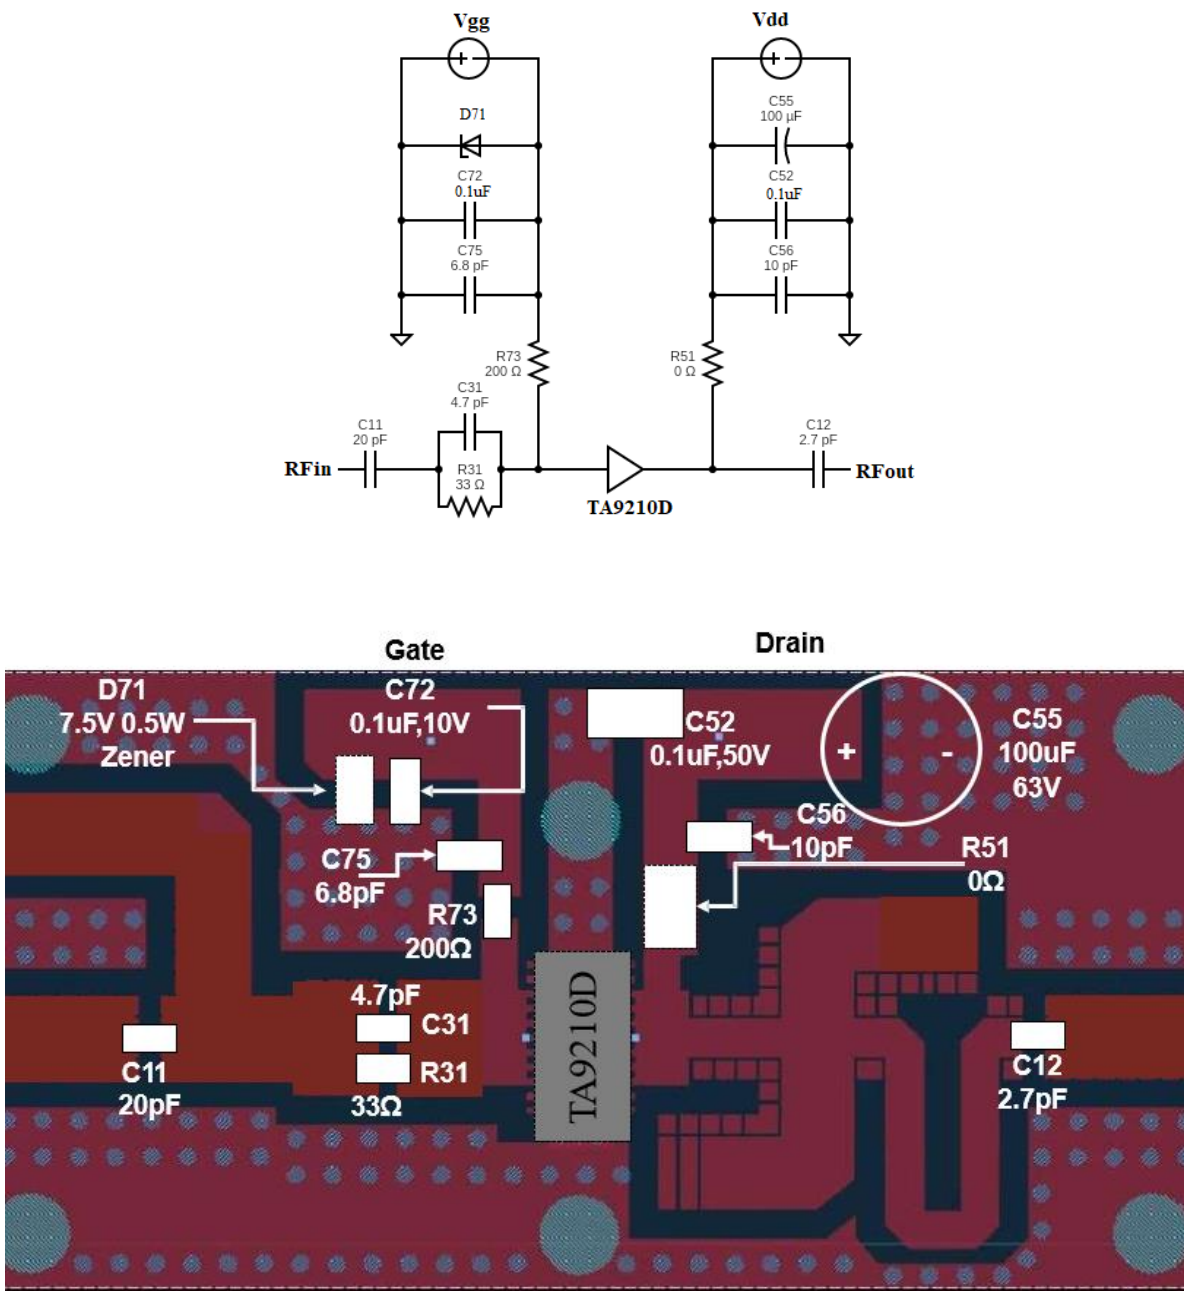 Vgg
Vdd
D71
C55
100 µF
C72
0.1uF
C52
0.1uF
C75
6.8 pF
C56
10 pF
R73
200 Ω
R51
0 Ω
C31
4.7 pF
C11
20 pF
C12
2.7 pF
RFin
R31
33 Ω
RFout
TA9210D
Gate
Drain
D71
7.5V 0.5W
Zener
C72
0.1uF,10V
C52
0.1uF,50V
+
-
C55
100uF
63V
C56
10pF
C75
6.8pF
R51
0Ω
R73
200Ω
4.7pF
C31
TA9210D
C11
20pF
R31
33Ω
C12
2.7pF